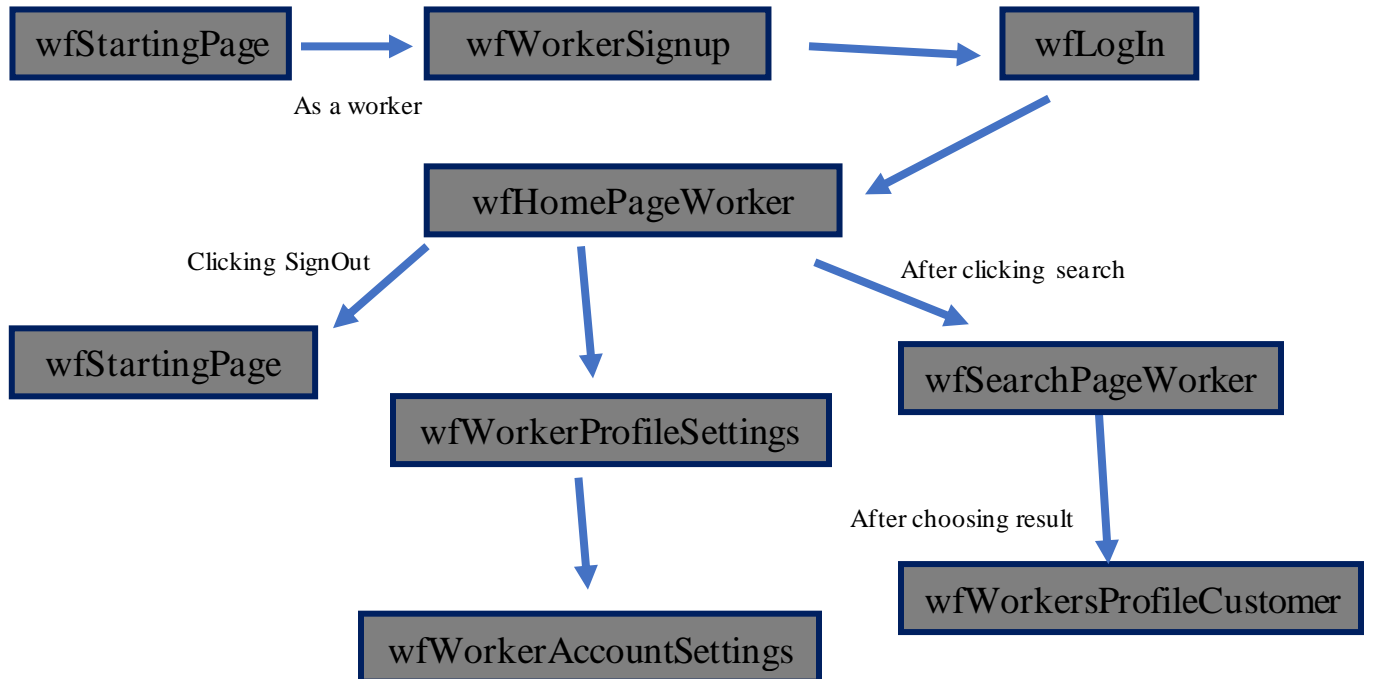 wfStartingPage
wfWorkerSignup
wfLogIn
As a worker
wfHomePageWorker
Clicking SignOut
After clicking search
wfStartingPage
wfSearchPageWorker
wfWorkerProfileSettings
After choosing result
wfWorkersProfileCustomer
wfWorkerAccountSettings